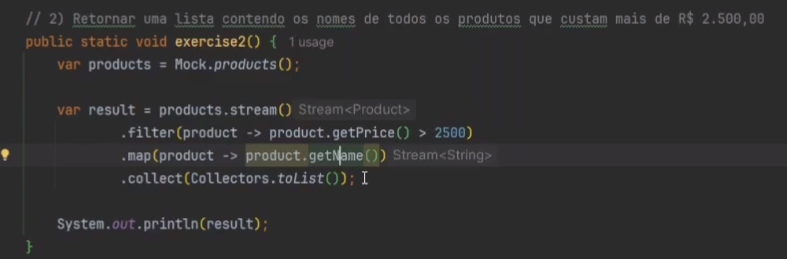 // 2) Retornar uma lista contendo os nomes de todos os produtos que custam mais de R$ 2.500,00
public static void exercise2() { 1 usage
var products = Mock.products();
var result = products.stream() Stream<Product>
.filter(product -> product.getPrice() > 2500)
.map(product -> product.getName()) Stream<String>
.collect(Collectors.toList());
System.out.println(result);
}